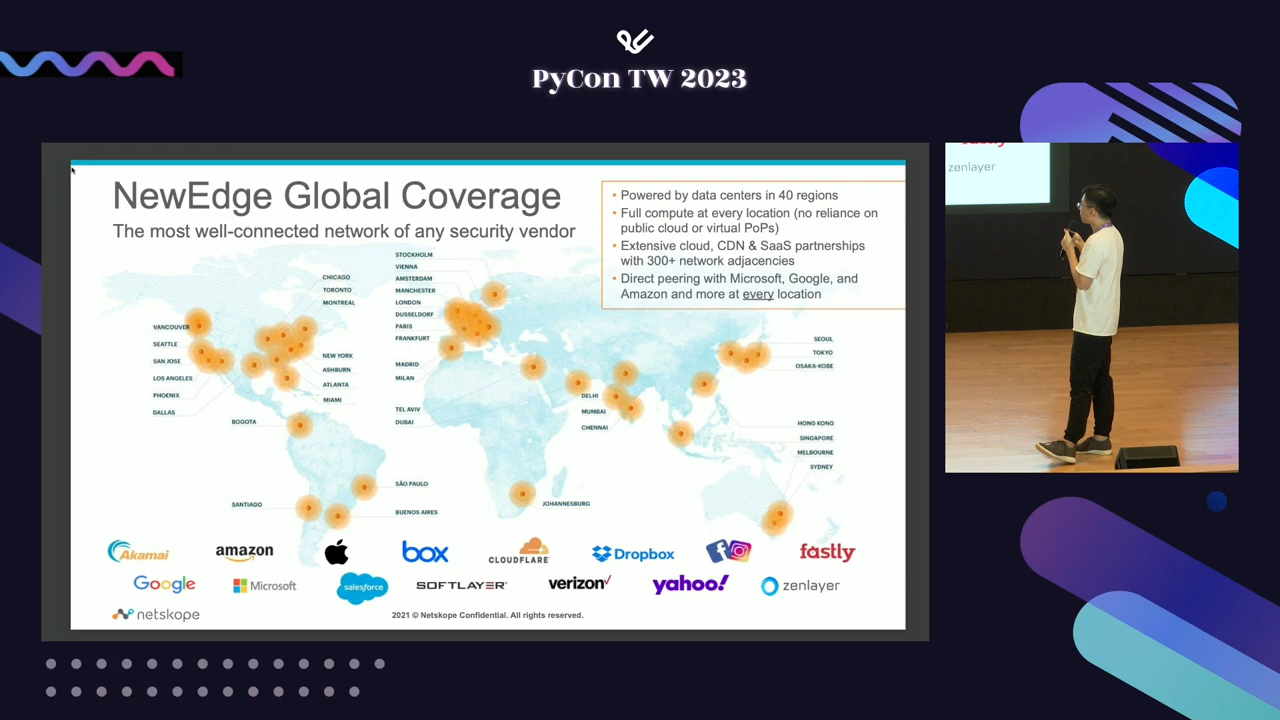 PyCon TW 2023
NewEdge Global Coverage
The most well-connected network of any security vendor
• Powered by data centers in 40 regions
• Full compute at every location (no reliance on
public cloud or virtual PoPs)
• Extensive cloud, CDN & SaaS partnerships
with 300+ network adjacencies
• Direct peering with Microsoft, Google, and
Amazon and more at every location
VANCOUVER
SEATTLE
SAN JOSE
LOS ANGELES
PHOENIX
DALLAS
CHICAGO
TORONTO
MONTREAL
NEW YORK
ASHBURN
ATLANTA
MIAMI
BOGOTA
SANTIAGO
SÃO PAULO
BUENOS AIRES
STOCKHOLM
VIENNA
AMSTERDAM
MANCHESTER
LONDON
DUSSELDORF
PARIS
FRANKFURT
MADRID
MILAN
TEL AVIV
DUBAI
JOHANNESBURG
DELHI
MUMBAI
CHENNAI
SEOUL
TOKYO
OSAKA-KOBE
HONG KONG
SINGAPORE
MELBOURNE
SYDNEY
Akamai
amazon
box
CLOUDFLARE
Dropbox
fastly
Google
Microsoft
salesforce
SOFTLAYER
verizon
yahoo!
zenlayer
netskope
2021 © Netskope Confidential. All rights reserved.
fastly
zenlayer